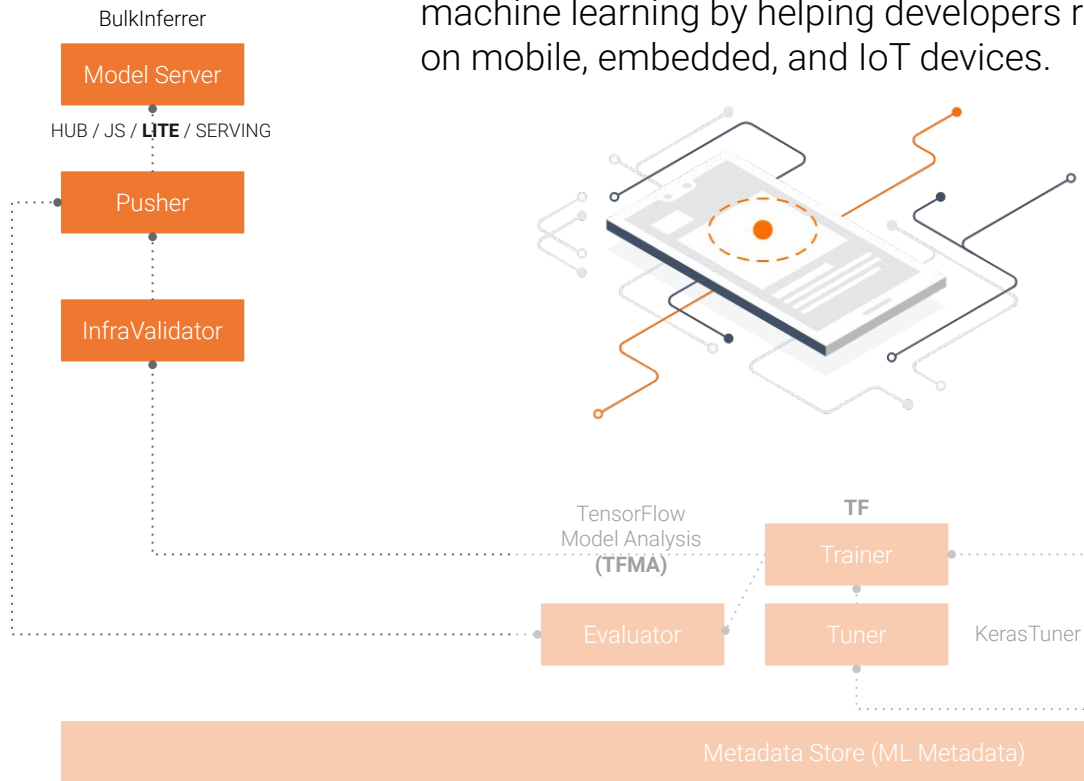 machine learning by helping developers r
on mobile, embedded, and IoT devices.
BulkInferrer
Model Server
HUB / JS / LITE / SERVING
Pusher
InfraValidator
TensorFlow
Model Analysis
(TFMA)
TF
Trainer
Evaluator
Tuner
KerasTuner
Metadata Store (ML Metadata)